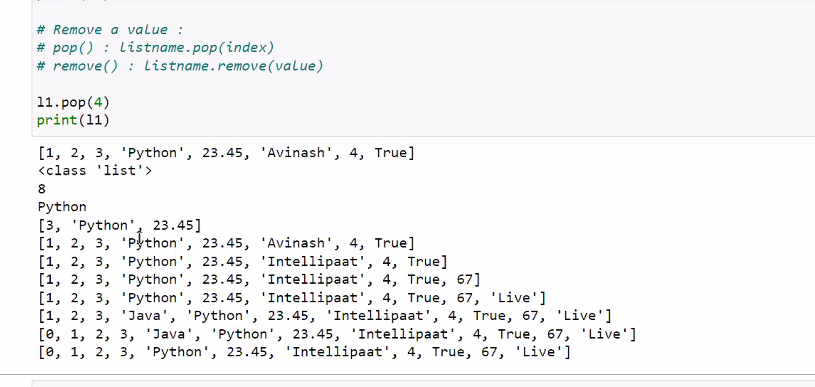 # Remove a value :
# pop() : listname.pop(index)
# remove() : listname.remove(value)
l1.pop(4)
print(l1)
[1, 2, 3, 'Python', 23.45, 'Avinash', 4, True]
<class 'list'>
8
Python
[3, 'Python', 23.45]
[1, 2, 3, 'Python', 23.45, 'Avinash', 4, True]
[1, 2, 3, 'Python', 23.45, 'Intellipaat', 4, True]
[1, 2, 3, 'Python', 23.45, 'Intellipaat', 4, True, 67]
[1, 2, 3, 'Python', 23.45, 'Intellipaat', 4, True, 67, 'Live']
[1, 2, 3, 'Java', 'Python', 23.45, 'Intellipaat', 4, True, 67, 'Live']
[0, 1, 2, 3, 'Java', 'Python', 23.45, 'Intellipaat', 4, True, 67, 'Live']
[0, 1, 2, 3, 'Python', 23.45, 'Intellipaat', 4, True, 67, 'Live']